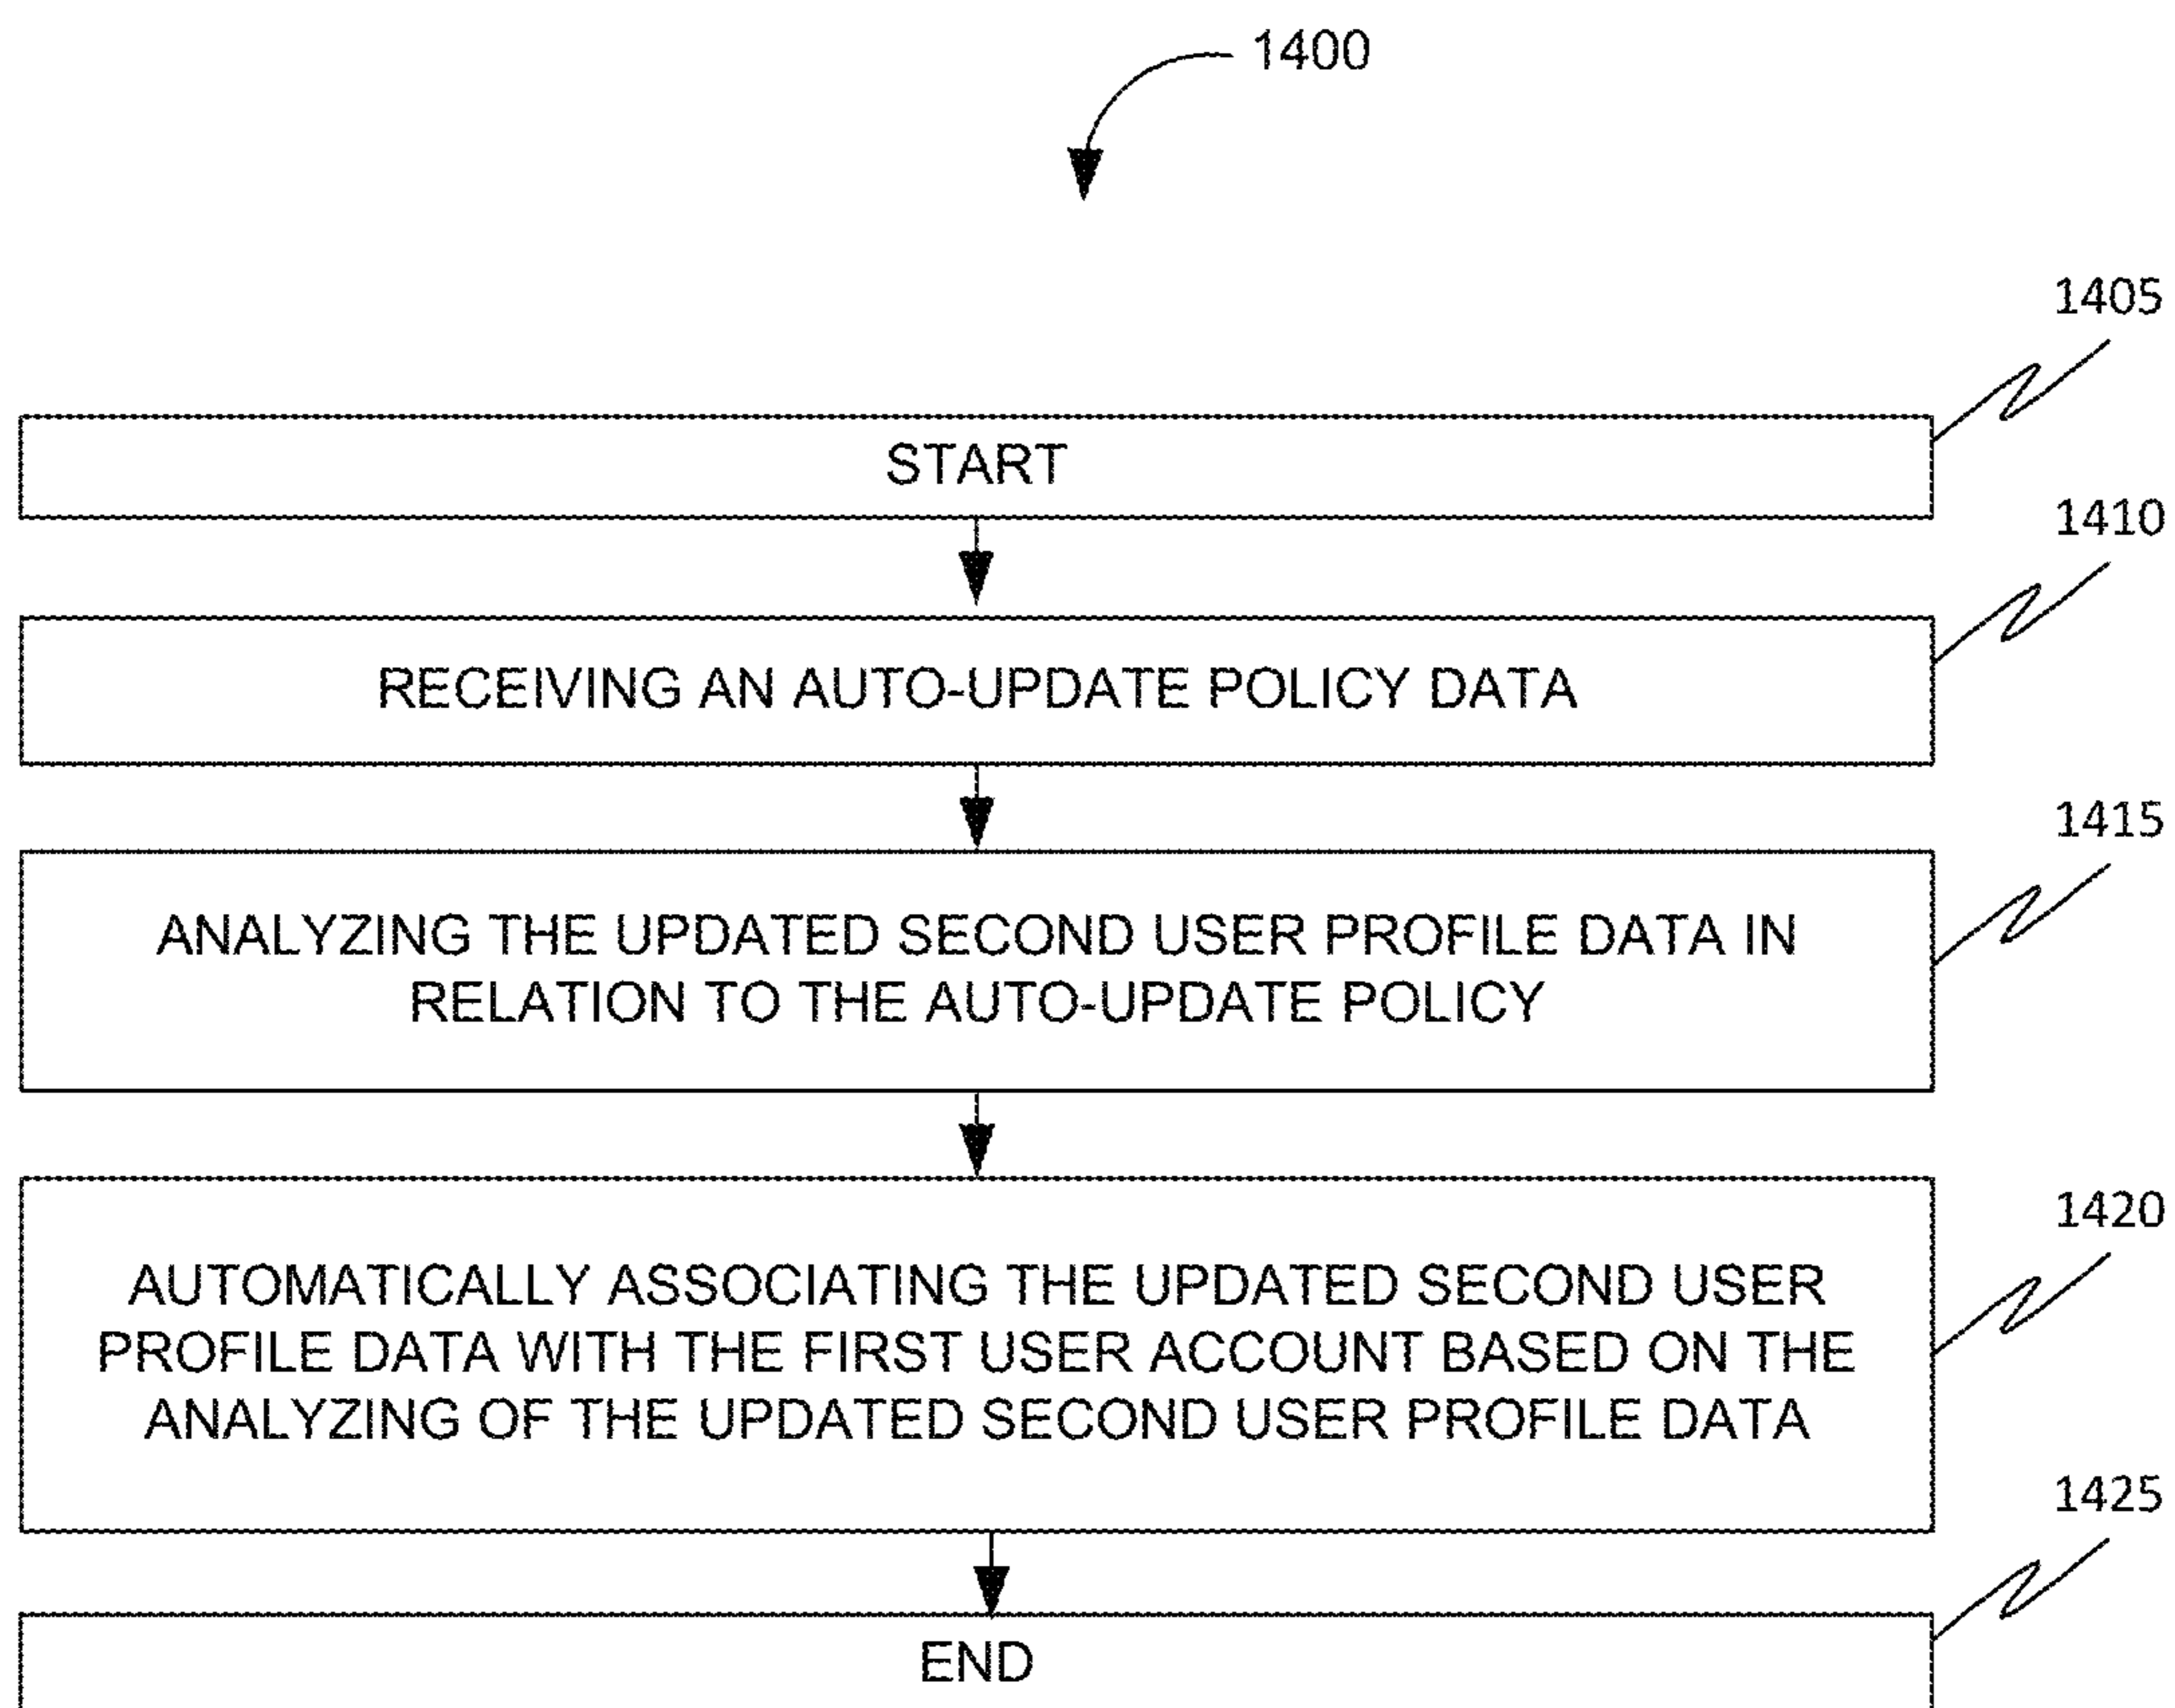 1400
1405
START
1410
RECEIVING AN AUTO-UPDATE POLICY DATA
1415
ANALYZING THE UPDATED SECOND USER PROFILE DATA IN
RELATION TO THE AUTO-UPDATE POLICY
1420
AUTOMATICALLY ASSOCIATING THE UPDATED SECOND USER
PROFILE DATA WITH THE FIRST USER ACCOUNT BASED ON THE
ANALYZING OF THE UPDATED SECOND USER PROFILE DATA
1425
END